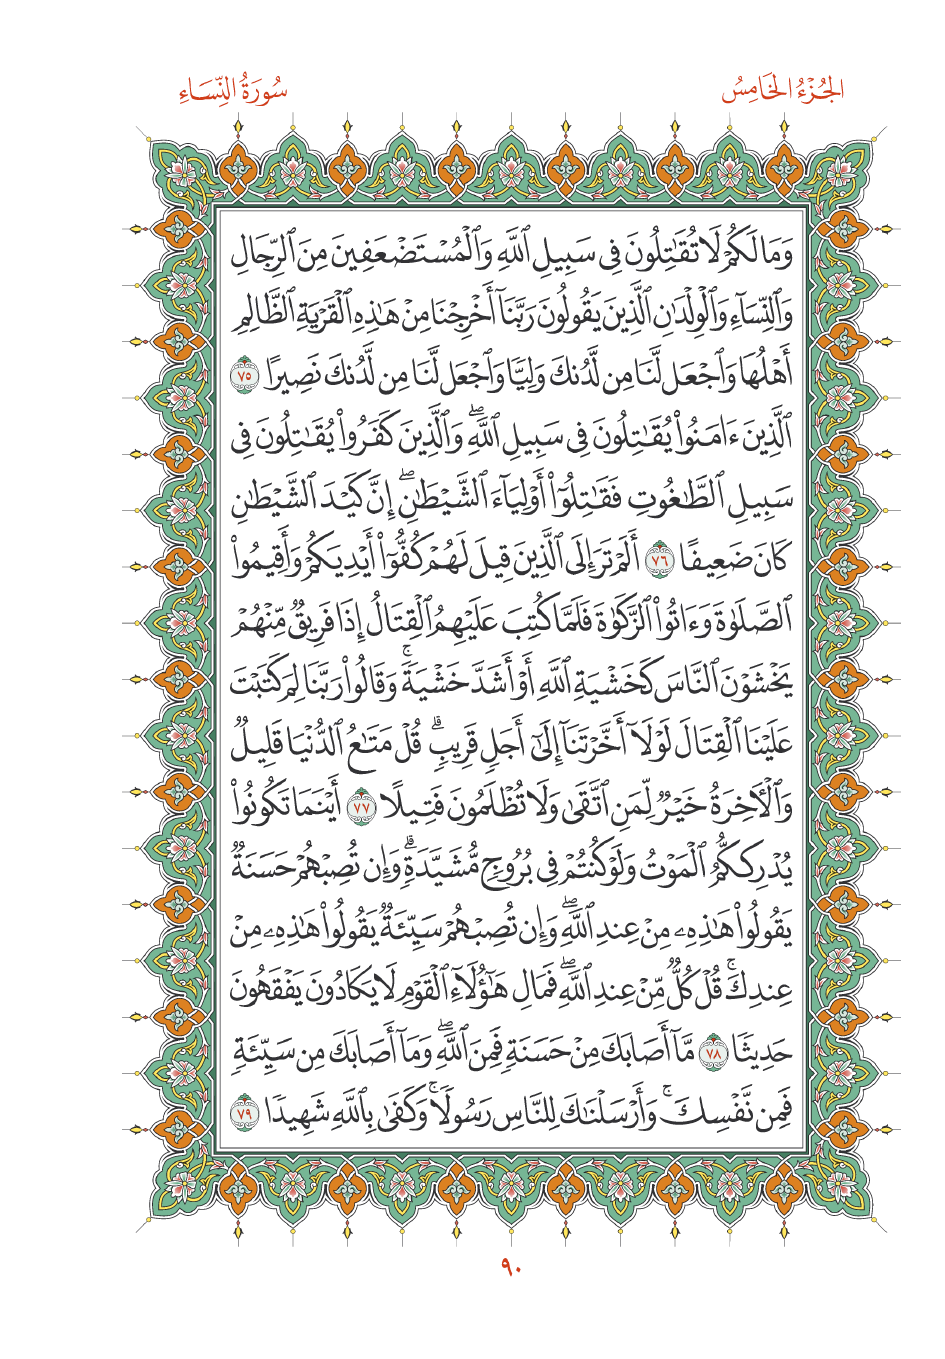 الجُزْءُ الخَامِسُ
سُورَةُ النِّسَاءِ
وَمَا لَكُمْ لَا تُقَٰتِلُونَ فِى سَبِيلِ ٱللَّهِ وَٱلْمُسْتَضْعَفِينَ مِنَ ٱلرِّجَالِ
وَٱلنِّسَآءِ وَٱلْوِلْدَٰنِ ٱلَّذِينَ يَقُولُونَ رَبَّنَآ أَخْرِجْنَا مِنْ هَٰذِهِ ٱلْقَرْيَةِ ٱلظَّالِمِ
أَهْلُهَا وَٱجْعَل لَّنَا مِن لَّدُنكَ وَلِيًّا وَٱجْعَل لَّنَا مِن لَّدُنكَ نَصِيرًا ٧٥
ٱلَّذِينَ ءَامَنُوا۟ يُقَٰتِلُونَ فِى سَبِيلِ ٱللَّهِ ۖ وَٱلَّذِينَ كَفَرُوا۟ يُقَٰتِلُونَ فِى
سَبِيلِ ٱلطَّٰغُوتِ فَقَٰتِلُوٓا۟ أَوْلِيَآءَ ٱلشَّيْطَٰنِ ۖ إِنَّ كَيْدَ ٱلشَّيْطَٰنِ
كَانَ ضَعِيفًا ٧٦ أَلَمْ تَرَ إِلَى ٱلَّذِينَ قِيلَ لَهُمْ كُفُّوٓا۟ أَيْدِيَكُمْ وَأَقِيمُوا۟
ٱلصَّلَوٰةَ وَءَاتُوا۟ ٱلزَّكَوٰةَ فَلَمَّا كُتِبَ عَلَيْهِمُ ٱلْقِتَالُ إِذَا فَرِيقٌ مِّنْهُمْ
يَخْشَوْنَ ٱلنَّاسَ كَخَشْيَةِ ٱللَّهِ أَوْ أَشَدَّ خَشْيَةً ۚ وَقَالُوا۟ رَبَّنَا لِمَ كَتَبْتَ
عَلَيْنَا ٱلْقِتَالَ لَوْلَآ أَخَّرْتَنَآ إِلَىٰٓ أَجَلٍ قَرِيبٍ ۗ قُلْ مَتَٰعُ ٱلدُّنْيَا قَلِيلٌ
وَٱلْءَاخِرَةُ خَيْرٌ لِّمَنِ ٱتَّقَىٰ وَلَا تُظْلَمُونَ فَتِيلًا ٧٧ أَيْنَمَا تَكُونُوا۟
يُدْرِككُّمُ ٱلْمَوْتُ وَلَوْ كُنتُمْ فِى بُرُوجٍ مُّشَيَّدَةٍ ۗ وَإِن تُصِبْهُمْ حَسَنَةٌ
يَقُولُوا۟ هَٰذِهِۦ مِنْ عِندِ ٱللَّهِ ۖ وَإِن تُصِبْهُمْ سَيِّئَةٌ يَقُولُوا۟ هَٰذِهِۦ مِنْ
عِندِكَ ۚ قُلْ كُلٌّ مِّنْ عِندِ ٱللَّهِ ۖ فَمَالِ هَٰٓؤُلَآءِ ٱلْقَوْمِ لَا يَكَادُونَ يَفْقَهُونَ
حَدِيثًا ٧٨ مَّآ أَصَابَكَ مِنْ حَسَنَةٍ فَمِنَ ٱللَّهِ ۖ وَمَآ أَصَابَكَ مِن سَيِّئَةٍ
فَمِن نَّفْسِكَ ۚ وَأَرْسَلْنَٰكَ لِلنَّاسِ رَسُولًا ۚ وَكَفَىٰ بِٱللَّهِ شَهِيدًا ٧٩
٩٠